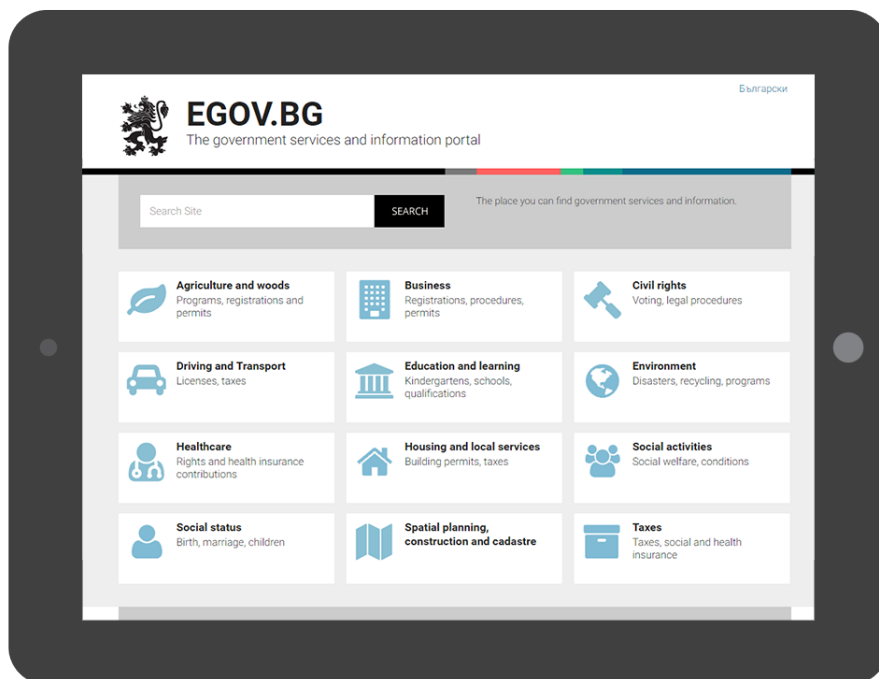 Български
EGOV.BG
The government services and information portal
Search Site
SEARCH
The place you can find government services and information.
Agriculture and woods
Programs, registrations and
permits
Business
Registrations, procedures,
permits
Civil rights
Voting, legal procedures
Driving and Transport
Licenses, taxes
Education and learning
Kindergartens, schools,
qualifications
Environment
Disasters, recycling, programs
Healthcare
Rights and health insurance
contributions
Housing and local services
Building permits, taxes
Social activities
Social welfare, conditions
Social status
Birth, marriage, children
Spatial planning,
construction and cadastre
Taxes
Taxes, social and health
insurance